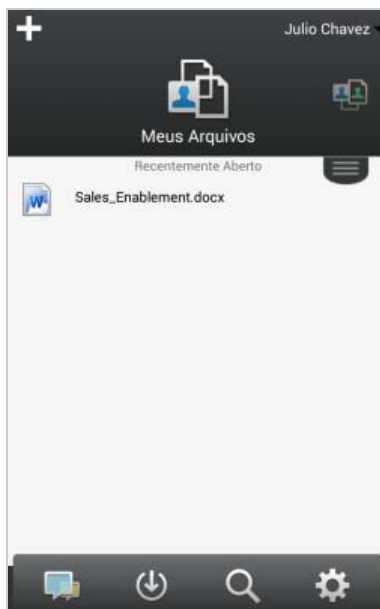 Julio Chavez
Meus Arquivos
Recentemente Aberto
Sales_Enablement.docx